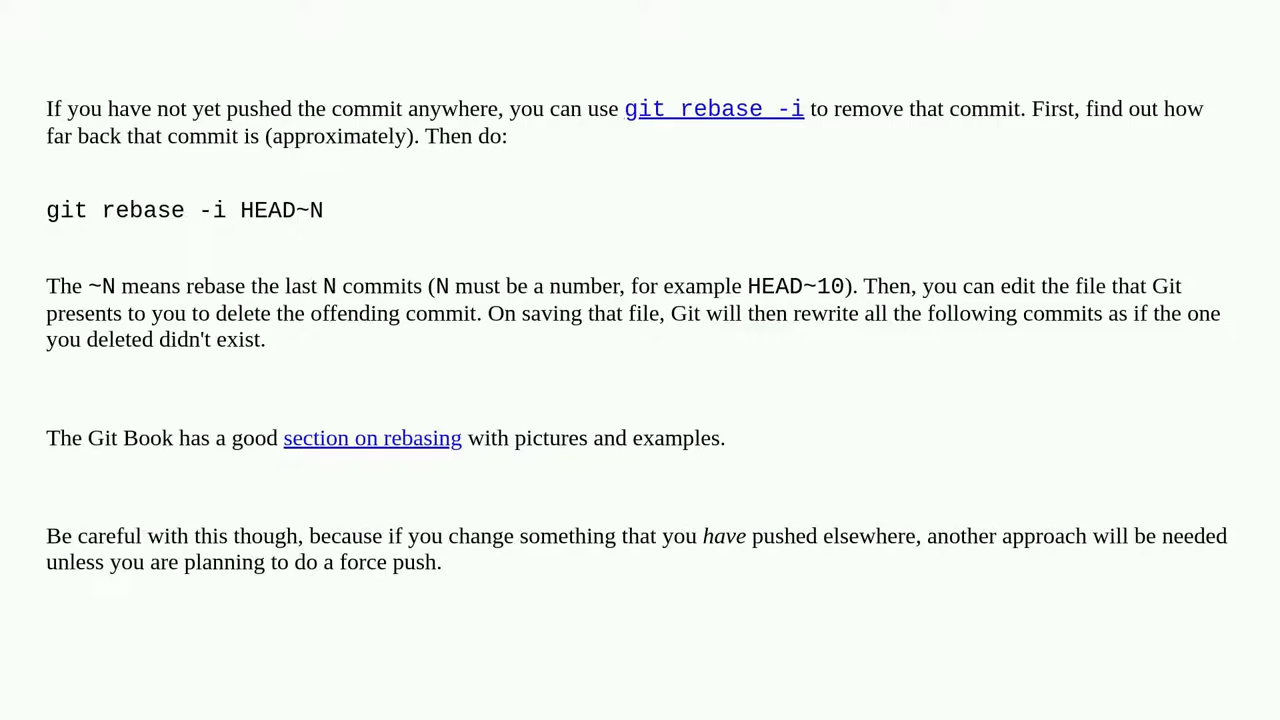 If you have not yet pushed the commit anywhere, you can use git rebase -i to remove that commit. First, find out how
far back that commit is (approximately). Then do:
git rebase -i HEAD~N
The ~N means rebase the last N commits (N must be a number, for example HEAD~10). Then, you can edit the file that Git
presents to you to delete the offending commit. On saving that file, Git will then rewrite all the following commits as if the one
you deleted didn't exist.
The Git Book has a good section on rebasing with pictures and examples.
Be careful with this though, because if you change something that you have pushed elsewhere, another approach will be needed
unless you are planning to do a force push.